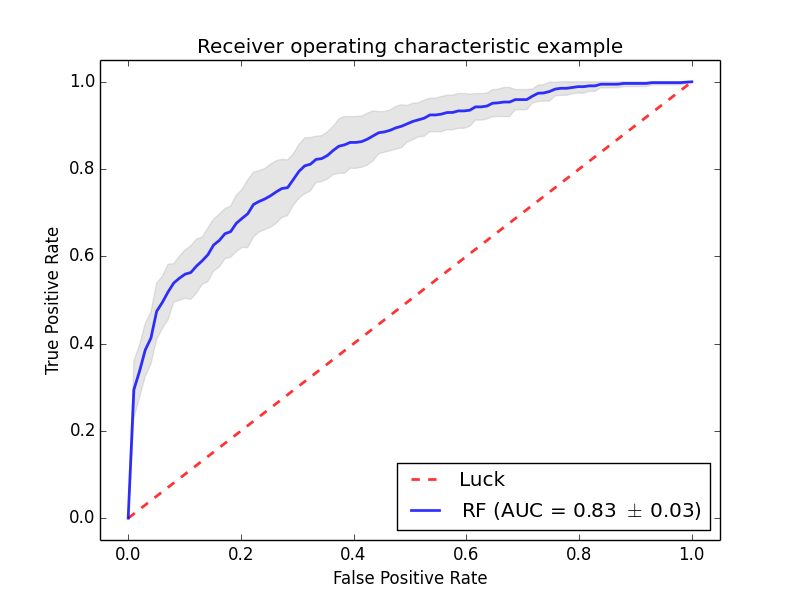 Receiver operating characteristic example
1.0
0.8
0.6
0.4
0.2
0.0
True Positive Rate
Luck
RF (AUC = 0.83 ± 0.03)
0.0 0.2 0.4 0.6 0.8 1.0
False Positive Rate